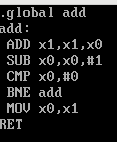 .global add
add:
ADD x1,x1,x0
SUB x0,x0,#1
CMP x0,#0
BNE add
MOV x0,x1
RET